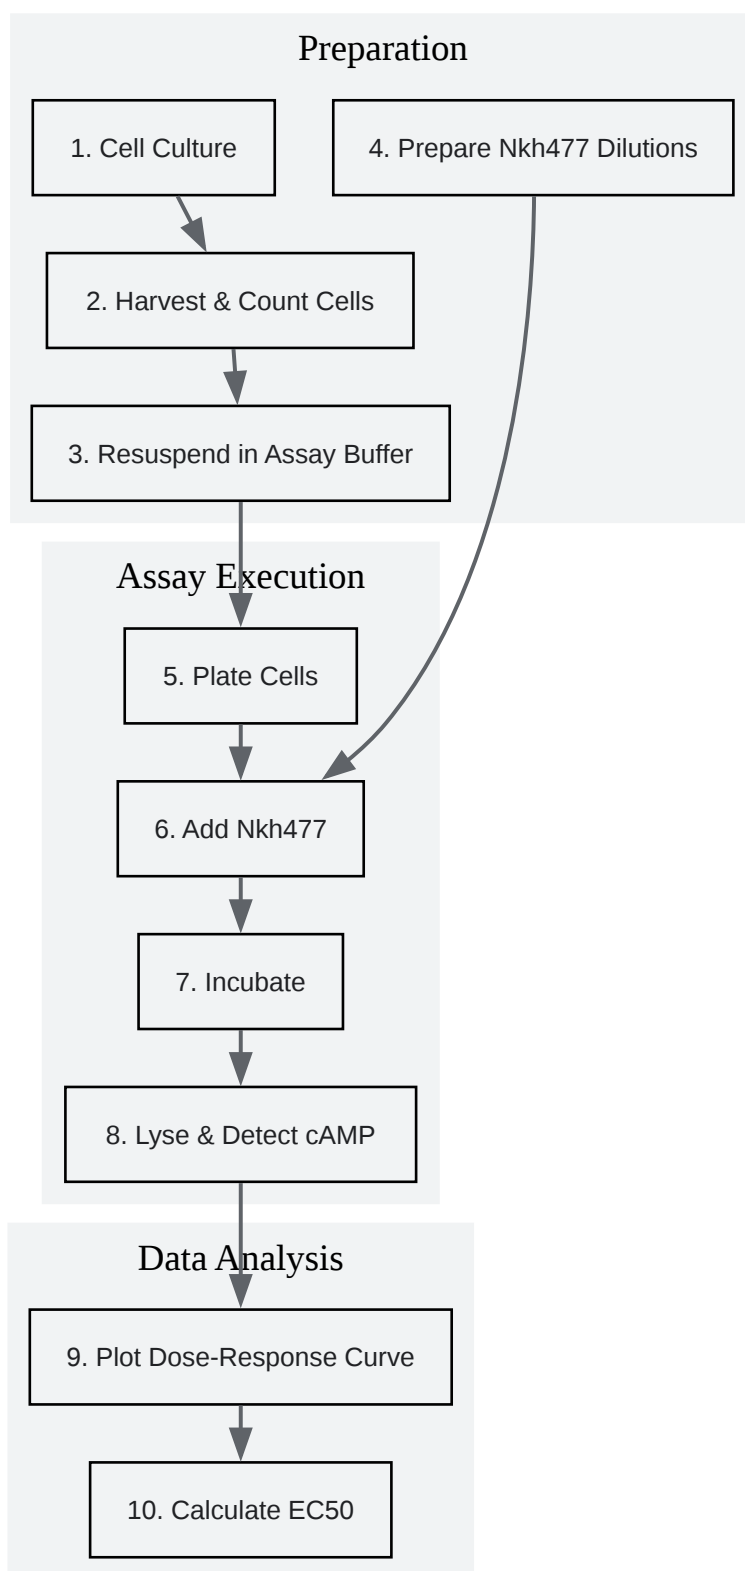 Preparation
1. Cell Culture
4. Prepare Nkh477 Dilutions
2. Harvest & Count Cells
3. Resuspend in Assay Buffer
Assay Execution
5. Plate Cells
6. Add Nkh477
7. Incubate
8. Lyse & Detect cAMP
Data Analysis
9. Plot Dose-Response Curve
10. Calculate EC50